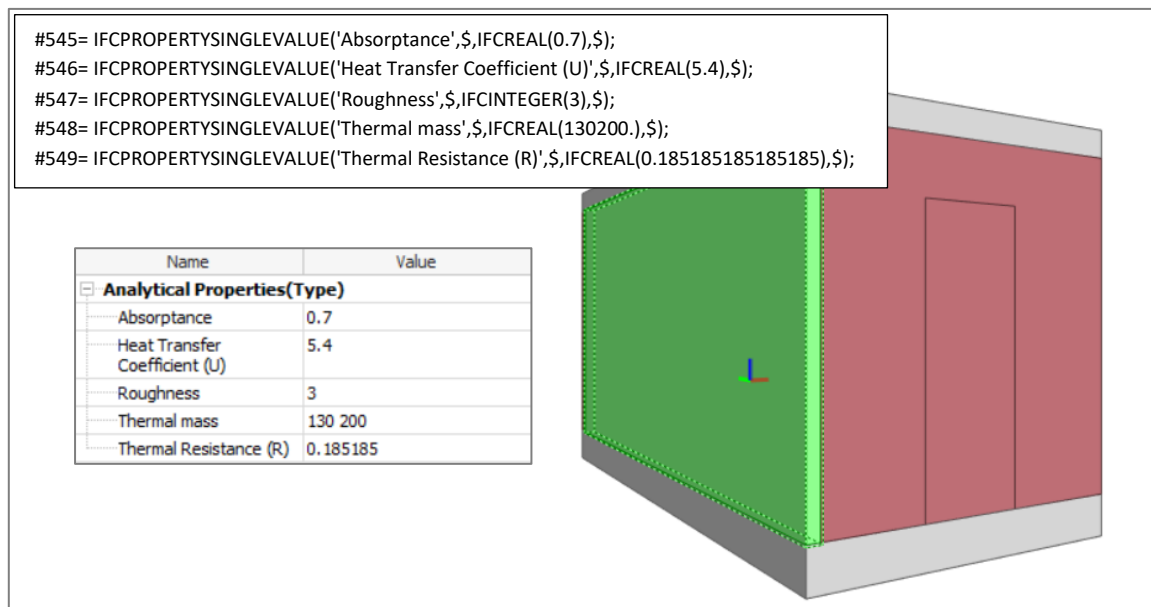 #545= IFCPROPERTYSINGLEVALUE('Absorptance',$,IFCREAL(0.7),$);
#546= IFCPROPERTYSINGLEVALUE('Heat Transfer Coefficient (U)',$,IFCREAL(5.4),$);
#547= IFCPROPERTYSINGLEVALUE('Roughness',$,IFCINTEGER(3),$);
#548= IFCPROPERTYSINGLEVALUE('Thermal mass',$,IFCREAL(130200.),$);
#549= IFCPROPERTYSINGLEVALUE('Thermal Resistance (R)',$,IFCREAL(0.185185185185185),$);
Name Value
Analytical Properties(Type)
Absorptance 0.7
Heat Transfer 5.4
Coefficient (U)
Roughness 3
Thermal mass 130 200
Thermal Resistance (R) 0.185185